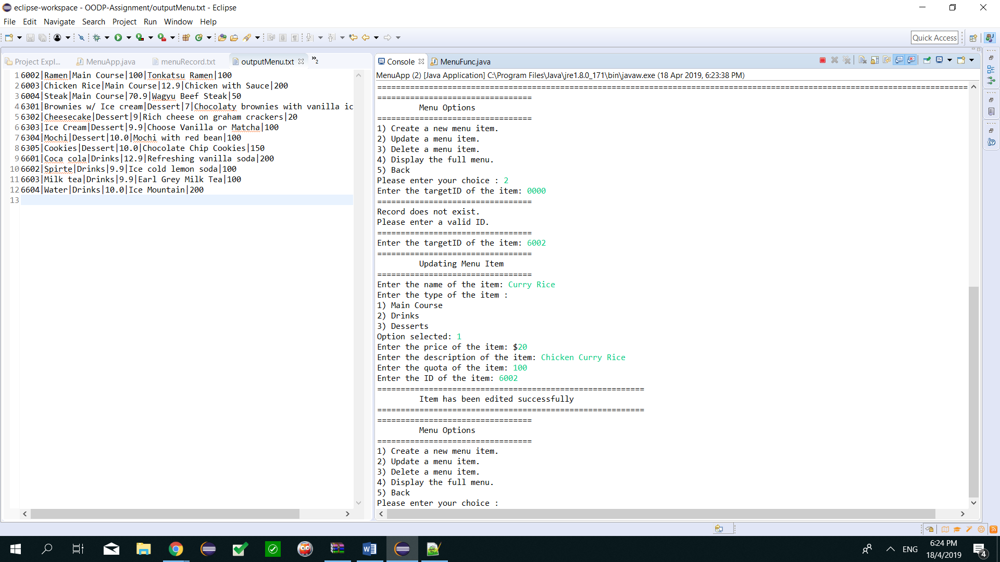 eclipse-workspace - OODP-Assignment/outputMenu.txt - Eclipse
File Edit Navigate Search Project Run Window Help
Quick Access
Project Expl...
MenuApp.java
menuRecord.txt
outputMenu.txt
»2
1 6002|Ramen|Main Course|100|Tonkatsu Ramen|100
2 6003|Chicken Rice|Main Course|12.9|Chicken with Sauce|200
3 6004|Steak|Main Course|70.9|Wagyu Beef Steak|50
4 6301|Brownies w/ Ice cream|Dessert|7|Chocolaty brownies with vanilla ic
5 6302|Cheesecake|Dessert|9|Rich cheese on graham crackers|20
6 6303|Ice Cream|Dessert|9.9|Choose Vanilla or Matcha|100
7 6304|Mochi|Dessert|10.0|Mochi with red bean|100
8 6305|Cookies|Dessert|10.0|Chocolate Chip Cookies|150
9 6601|Coca cola|Drinks|12.9|Refreshing vanilla soda|200
10 6602|Spirte|Drinks|9.9|Ice cold lemon soda|100
11 6603|Milk tea|Drinks|9.9|Earl Grey Milk Tea|100
12 6604|Water|Drinks|10.0|Ice Mountain|200
13
Console
MenuFunc.java
MenuApp (2) [Java Application] C:\Program Files\Java\jre1.8.0_171\bin\javaw.exe (18 Apr 2019, 6:23:38 PM)
==============================================================================================================================
=================================
Menu Options
=================================
1) Create a new menu item.
2) Update a menu item.
3) Delete a menu item.
4) Display the full menu.
5) Back
Please enter your choice : 2
Enter the targetID of the item: 0000
=================================
Record does not exist.
Please enter a valid ID.
=================================
Enter the targetID of the item: 6002
=================================
Updating Menu Item
=================================
Enter the name of the item: Curry Rice
Enter the type of the item :
1) Main Course
2) Drinks
3) Desserts
Option selected: 1
Enter the price of the item: $20
Enter the description of the item: Chicken Curry Rice
Enter the quota of the item: 100
Enter the ID of the item: 6002
=========================================================
Item has been edited successfully
=========================================================
=================================
Menu Options
=================================
1) Create a new menu item.
2) Update a menu item.
3) Delete a menu item.
4) Display the full menu.
5) Back
Please enter your choice :
ENG
6:24 PM
18/4/2019
4